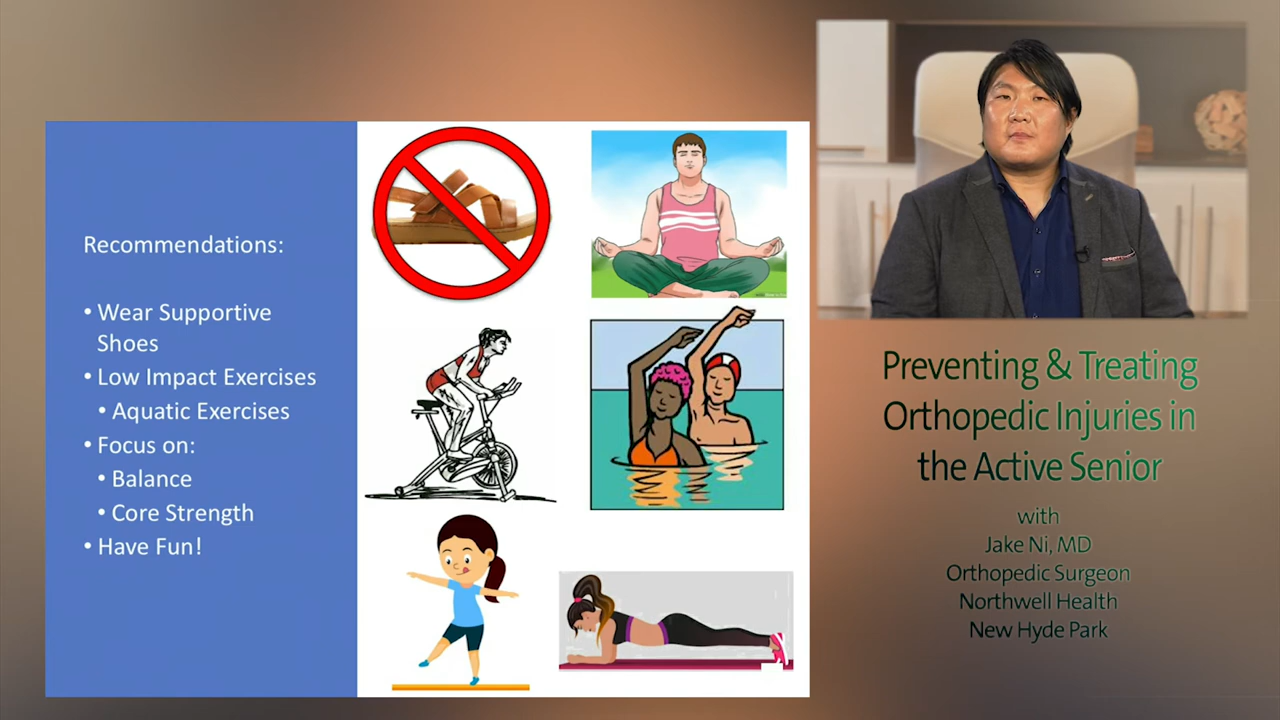 Recommendations:
• Wear Supportive
Shoes
• Low Impact Exercises
• Aquatic Exercises
• Focus on:
• Balance
• Core Strength
• Have Fun!
Preventing & Treating
Orthopedic Injuries in
the Active Senior
with
Jake Ni, MD
Orthopedic Surgeon
Northwell Health
New Hyde Park